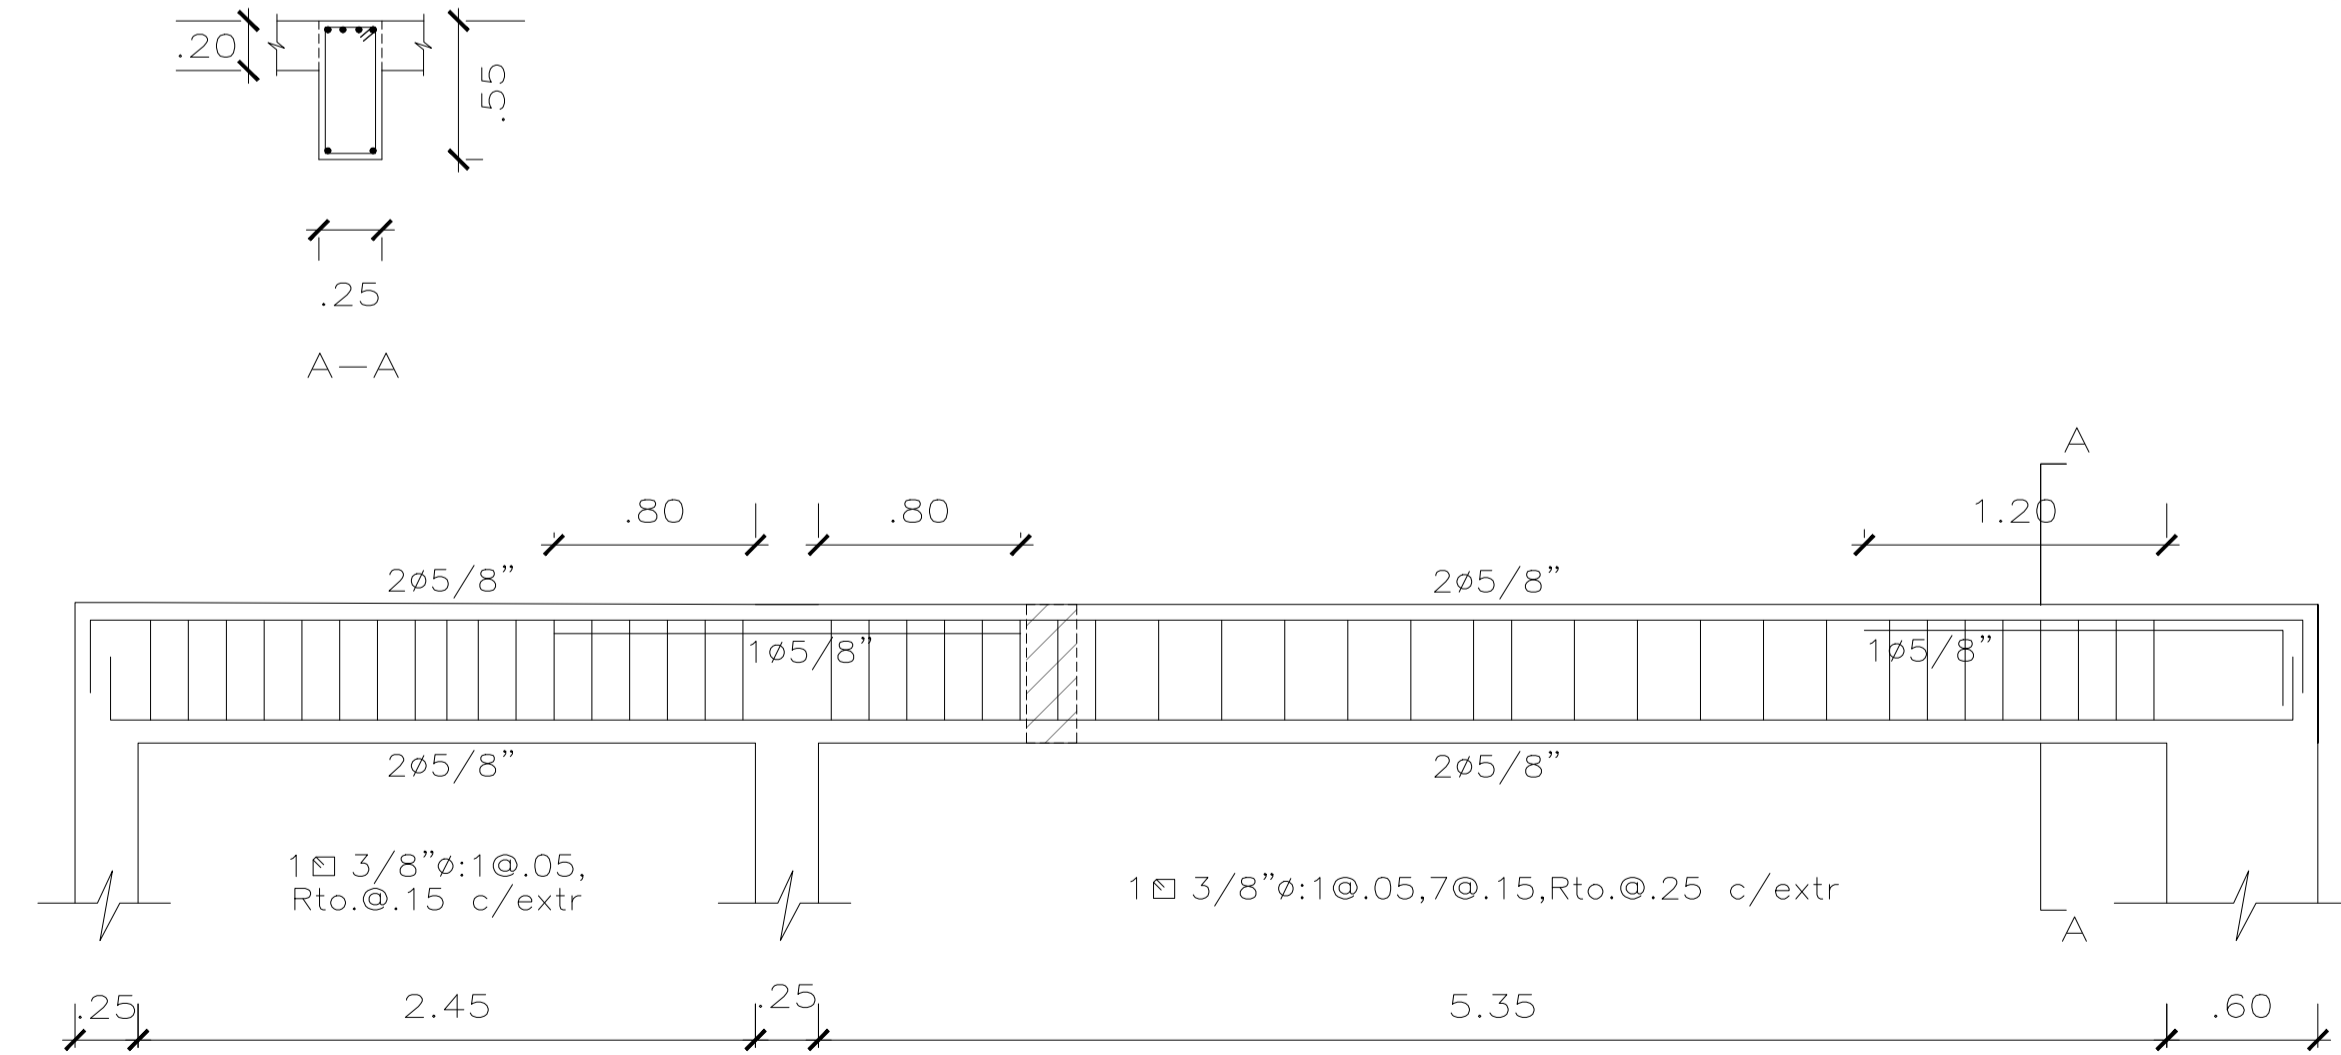 .20
.55
.25
A—A
A
.80
.80
1.20
2ø5/8”
2ø5/8”
1ø5/8”
1ø5/8”
2ø5/8”
2ø5/8”
1 3/8”ø:1@.05,
Rto.@.15 c/extr
1 3/8”ø:1@.05,7@.15,Rto.@.25 c/extr
A
.25
2.45
.25
5.35
.60